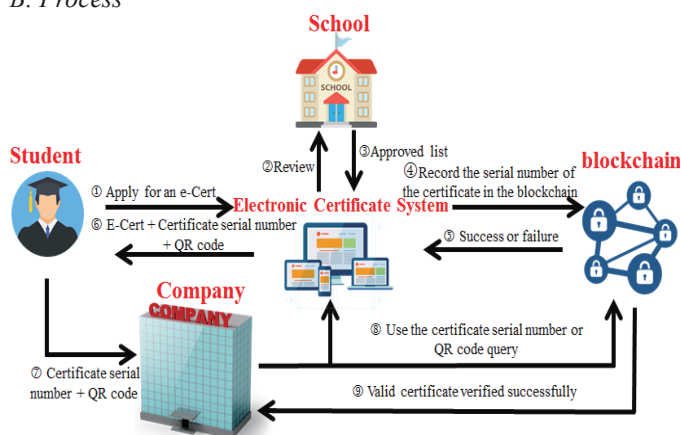 B. Process
School
SCHOOL
②Review
③Approved list
④Record the serial number of
the certificate in the blockchain
blockchain
Student
① Apply for an e-Cert
Electronic Certificate System
⑥ E-Cert + Certificate serial number
+ QR code
⑤ Success or failure
Company
COMPANY
⑧ Use the certificate serial number or
QR code query
⑦ Certificate serial
number + QR code
⑨ Valid certificate verified successfully